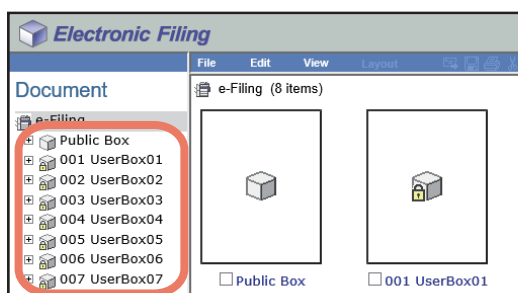 Electronic Filing
File Edit View Layout
Document
e-Filing (8 items)
e-Filing
Public Box
001 UserBox01
002 UserBox02
003 UserBox03
004 UserBox04
005 UserBox05
006 UserBox06
007 UserBox07
Public Box
001 UserBox01